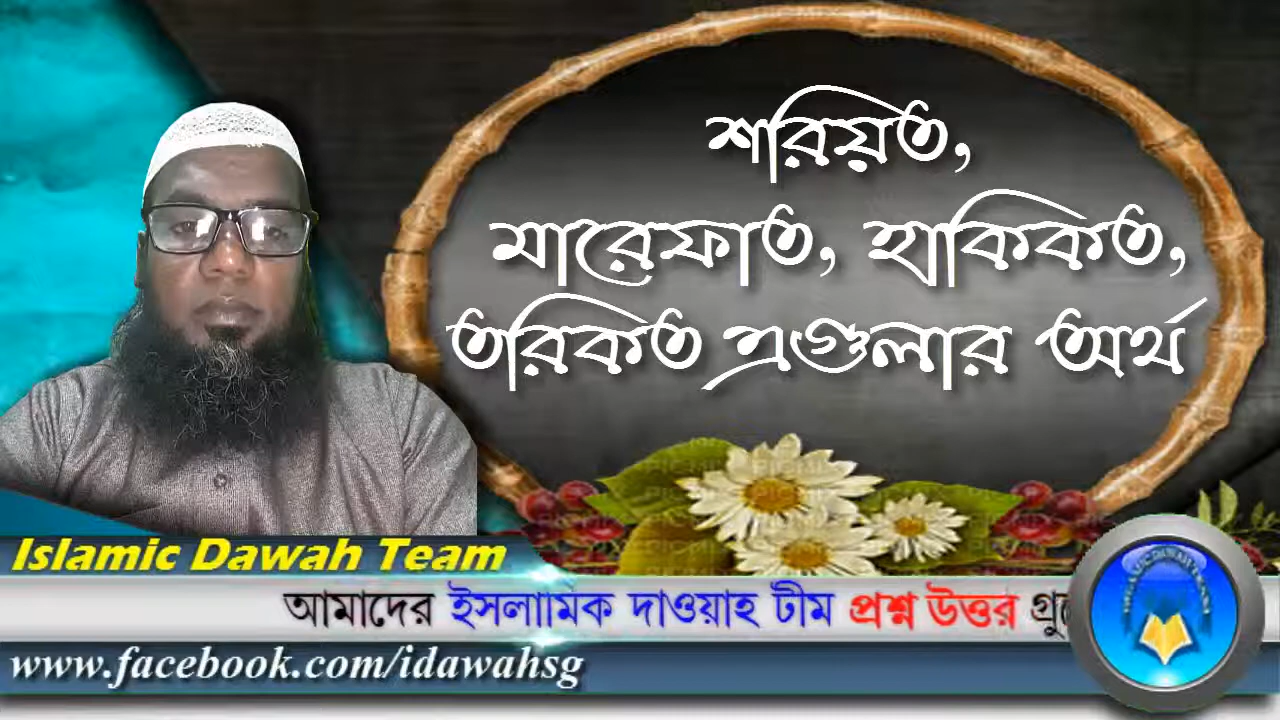 শরিয়ত,
মারেফাত, হাকিকত,
তরিকত এগুলার অর্থ
Islamic Dawah Team
আমাদের ইসলামিক দাওয়াহ টীম প্রশ্ন উত্তর
www.facebook.com/idawahsg